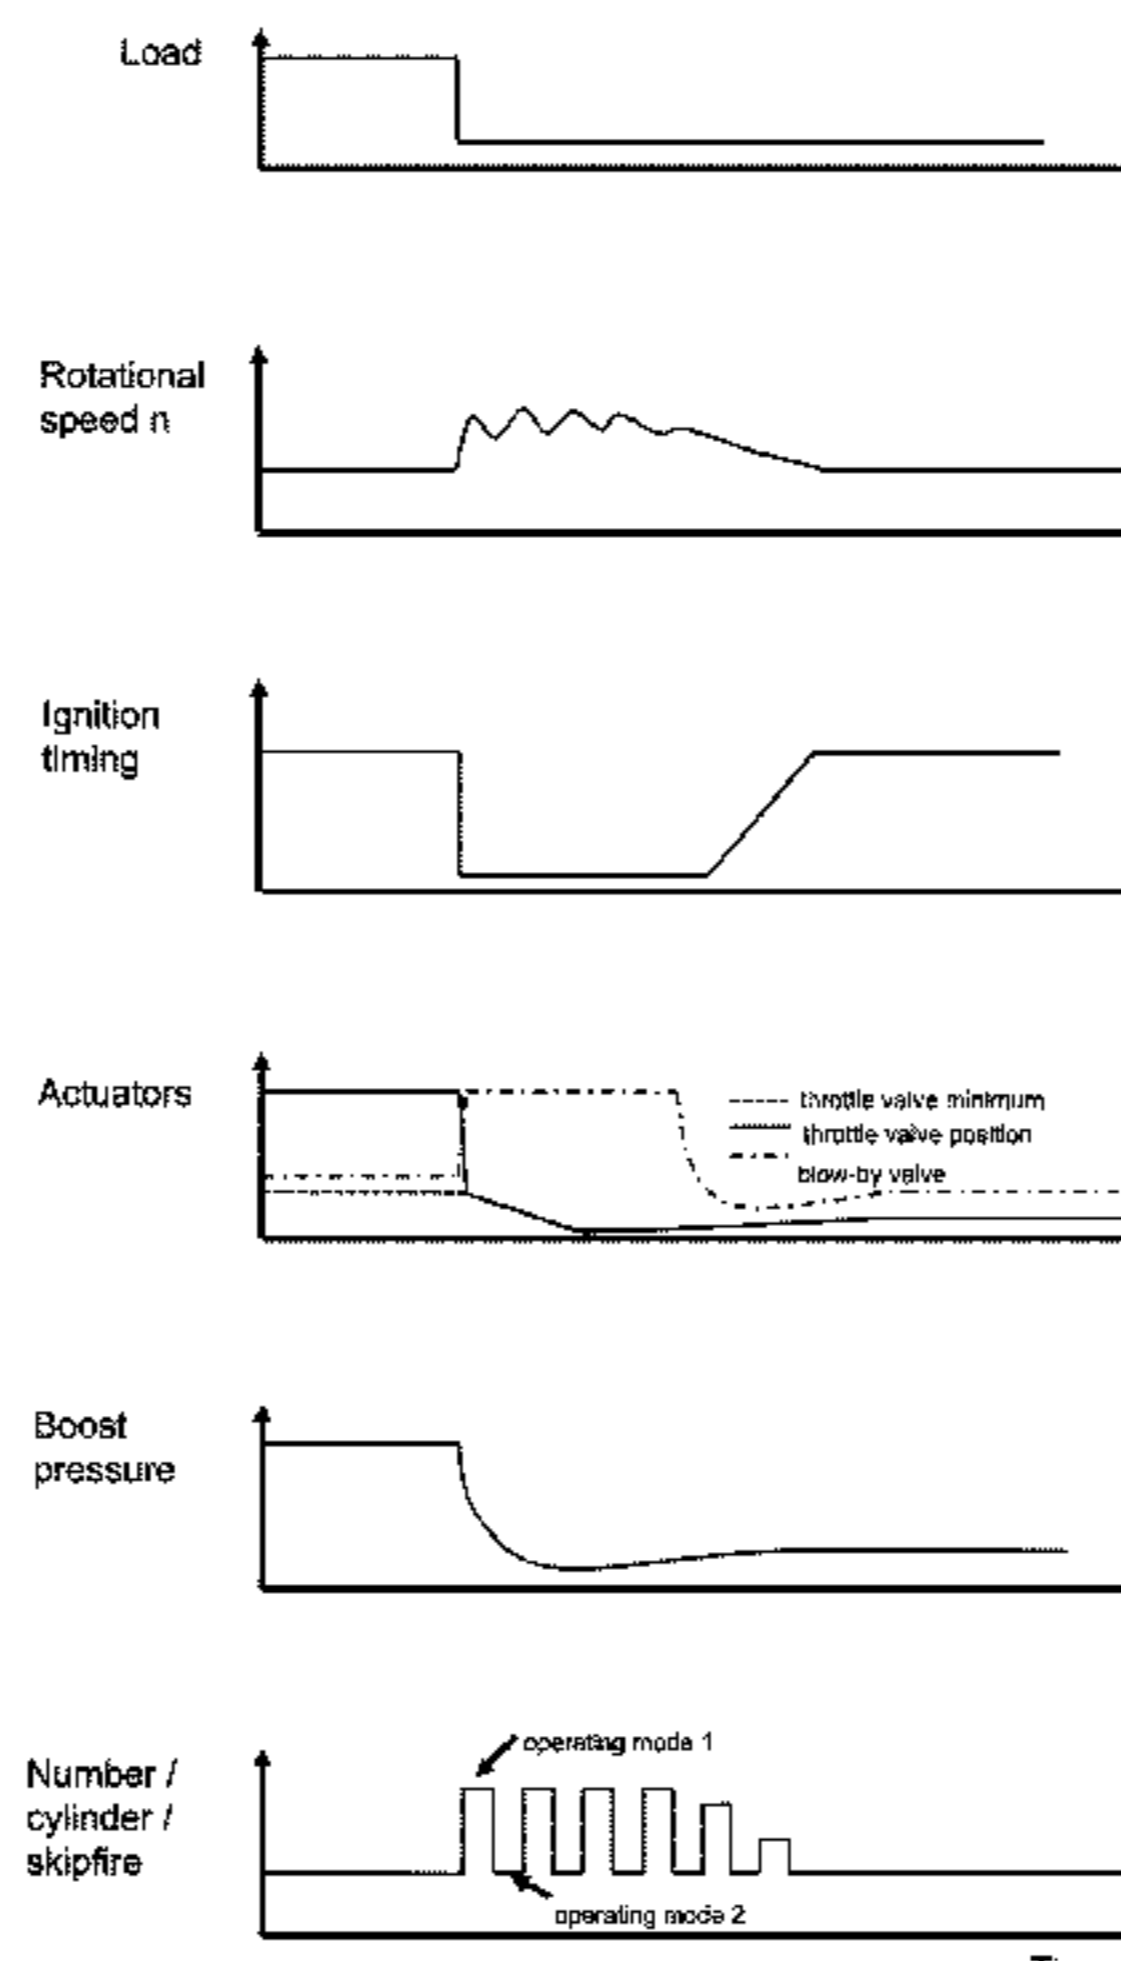 Load
Rotational
speed n
Ignition
timing
Actuators
throttle valve minimum
throttle valve position
blow-by valve
Boost
pressure
operating mode 1
Number /
cylinder /
skipfire
operating mode 2